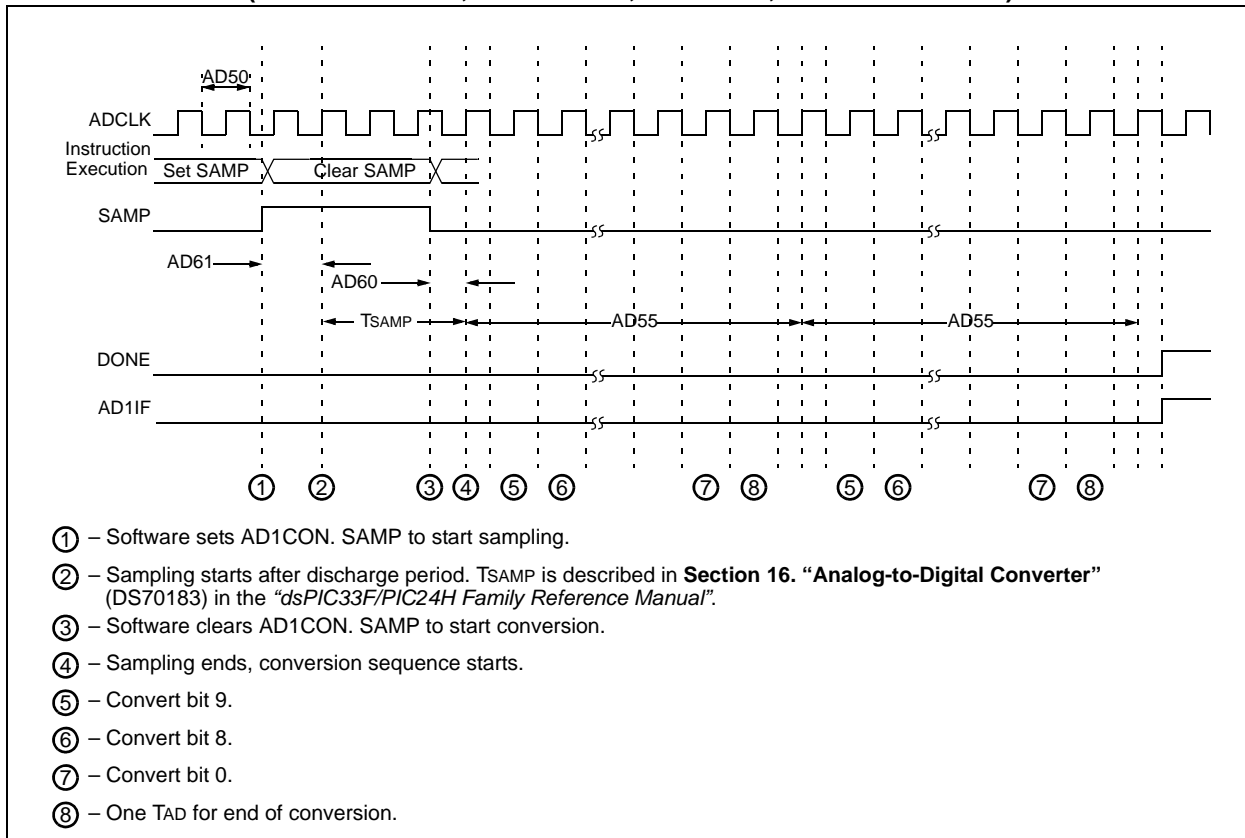 AD50
ADCLK
Instruction
Execution Set SAMP Clear SAMP
SAMP
AD61
AD60
TSAMP AD55 AD55
DONE
AD1IF
1 2 3 4 5 6 7 8 5 6 7 8
1 – Software sets AD1CON. SAMP to start sampling.
2 – Sampling starts after discharge period. TSAMP is described in Section 16. “Analog-to-Digital Converter”
(DS70183) in the “dsPIC33F/PIC24H Family Reference Manual”.
3 – Software clears AD1CON. SAMP to start conversion.
4 – Sampling ends, conversion sequence starts.
5 – Convert bit 9.
6 – Convert bit 8.
7 – Convert bit 0.
8 – One TAD for end of conversion.